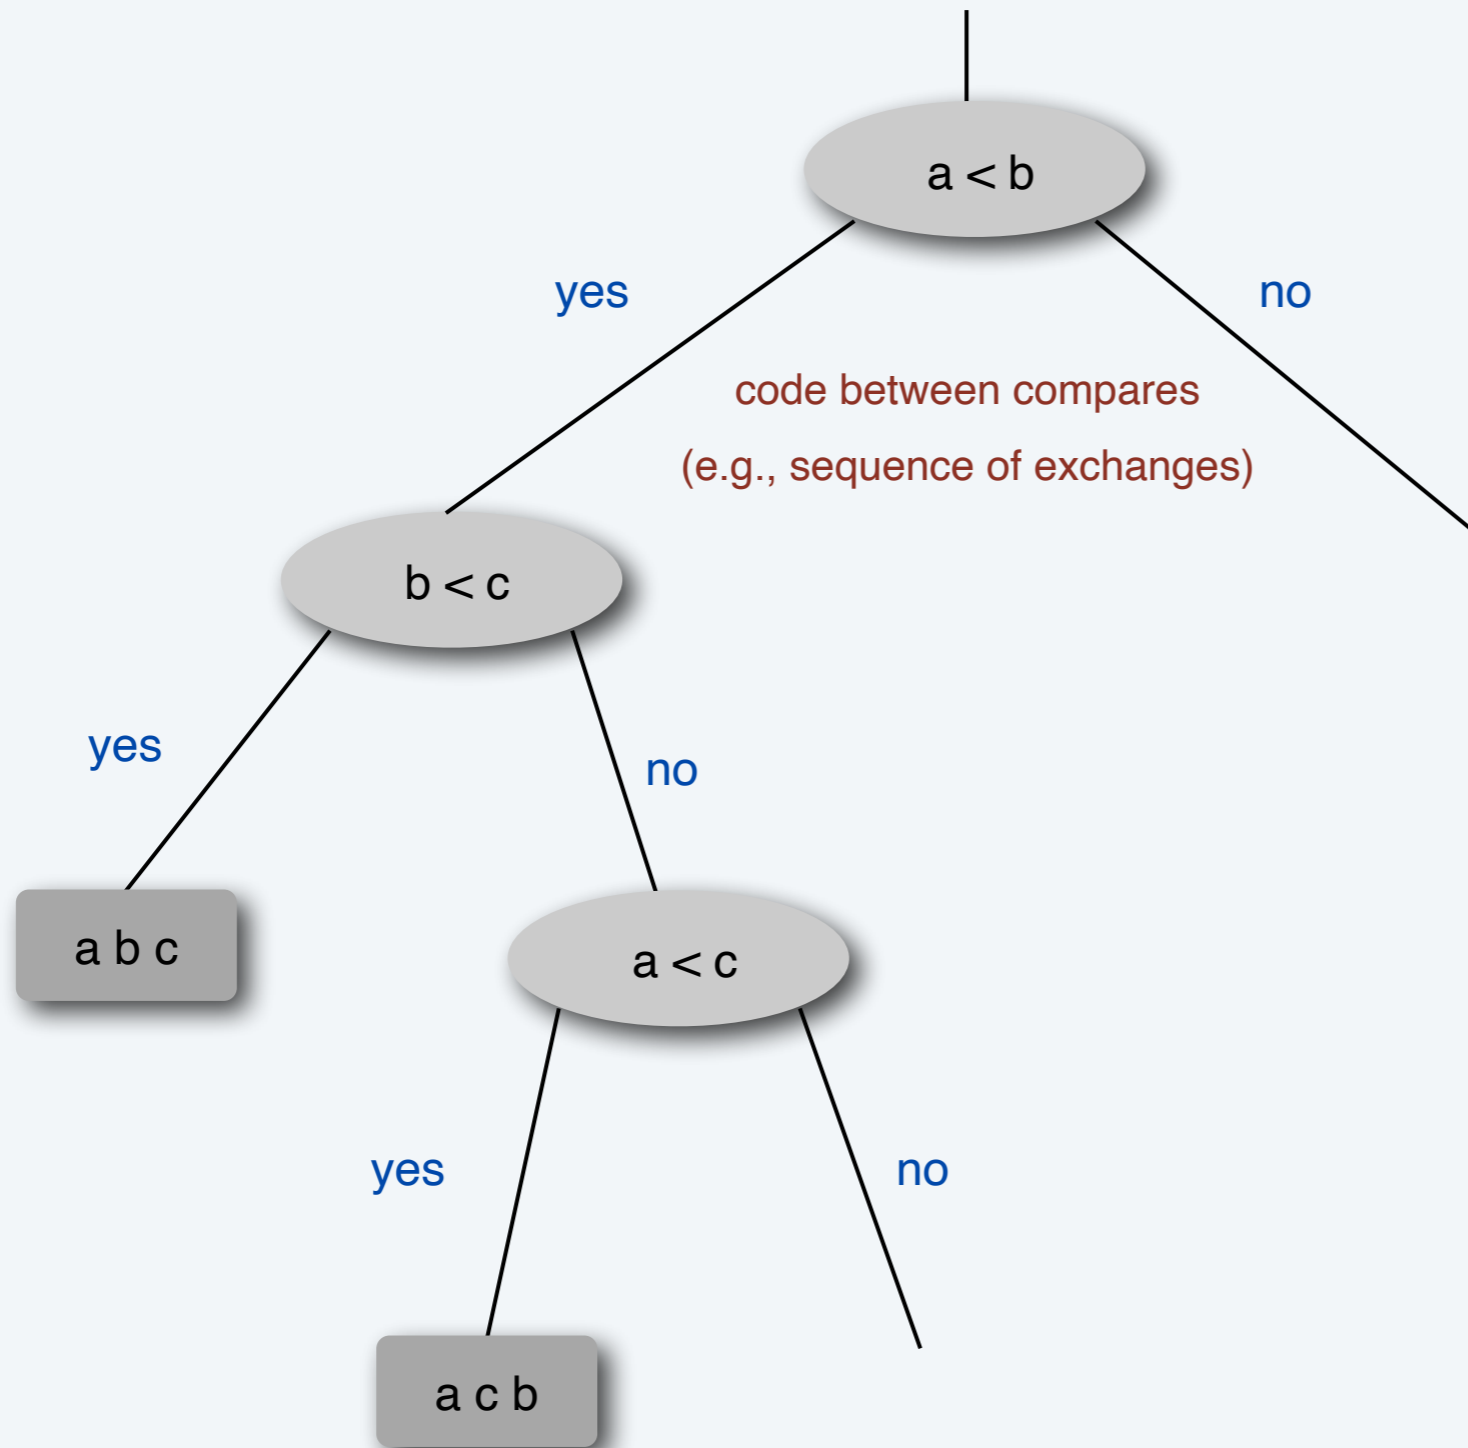 a < b
yes
no
code between compares
(e.g., sequence of exchanges)
b < c
yes
no
a b c
a < c
yes
no
a c b